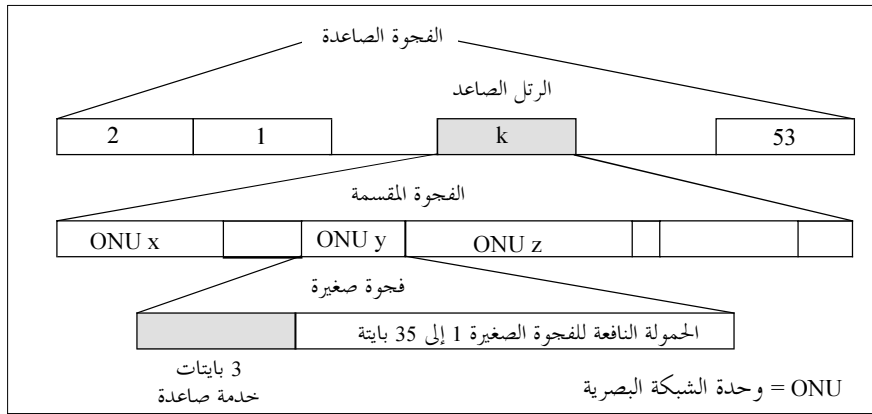 الفجوة الصاعدة
الرتل الصاعد
2 1 k 53
الفجوة المقسمة
ONU x ONU y ONU z
فجوة صغيرة
الحمولة النافعة للفجوة الصغيرة 1 إلى 35 بايتة
3 بايتات
خدمة صاعدة
ONU = وحدة الشبكة البصرية